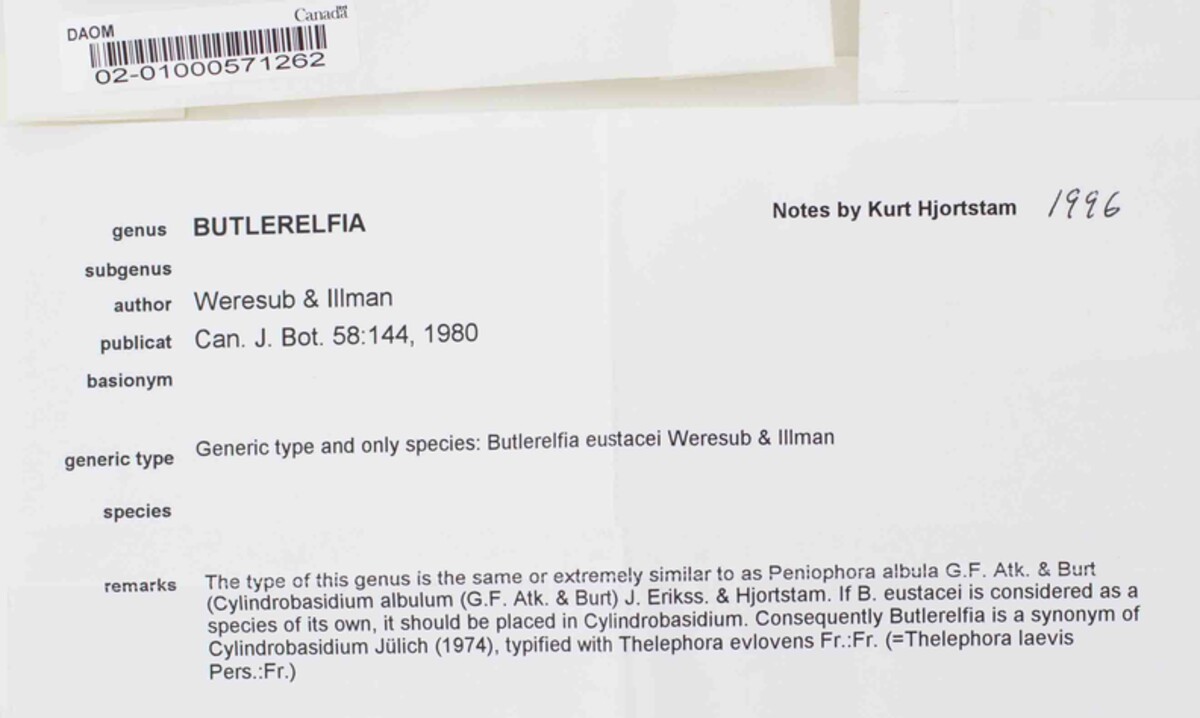 Canada
DAOM
02-01000571262
Notes by Kurt Hjortstam 1996
genus BUTLERELFIA
subgenus
author Weresub & Illman
publicat Can. J. Bot. 58:144, 1980
basionym
generic type Generic type and only species: Butlerelfia eustacei Weresub & Illman
species
remarks The type of this genus is the same or extremely similar to as Peniophora albula G.F. Atk. & Burt
(Cylindrobasidium albulum (G.F. Atk. & Burt) J. Erikss. & Hjortstam. If B. eustacei is considered as a
species of its own, it should be placed in Cylindrobasidium. Consequently Butlerelfia is a synonym of
Cylindrobasidium Jülich (1974), typified with Thelephora evlovens Fr.:Fr. (=Thelephora laevis
Pers.:Fr.)